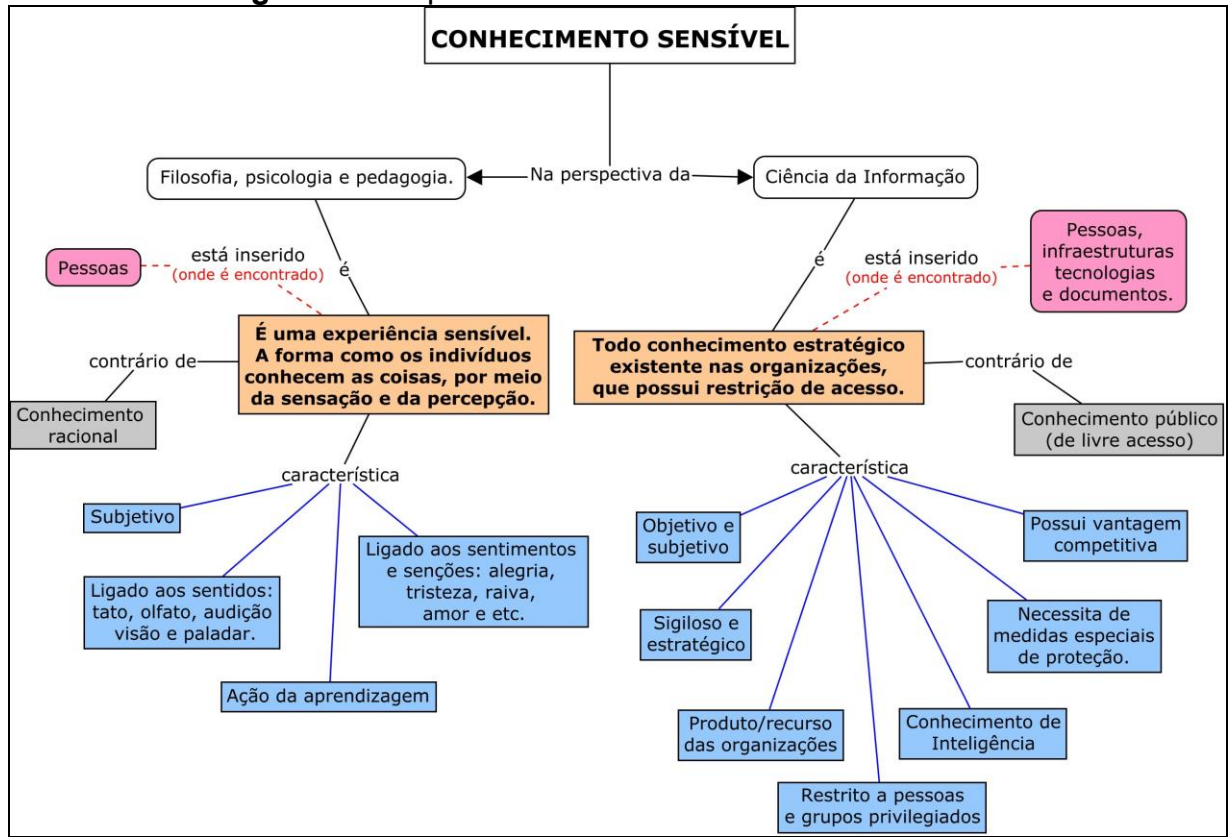 CONHECIMENTO SENSÍVEL
Filosofia, psicologia e pedagogia.
Na perspectiva da
Ciência da Informação
Pessoas
está inserido
(onde é encontrado)
é
é
está inserido
(onde é encontrado)
Pessoas,
infraestruturas
tecnologias
e documentos.
contrário de
É uma experiência sensível.
A forma como os indivíduos
conhecem as coisas, por meio
da sensação e da percepção.
Todo conhecimento estratégico
existente nas organizações,
que possui restrição de acesso.
contrário de
Conhecimento
racional
Conhecimento público
(de livre acesso)
característica
característica
Subjetivo
Ligado aos sentidos:
tato, olfato, audição
visão e paladar.
Ação da aprendizagem
Ligado aos sentimentos
e senções: alegria,
tristeza, raiva,
amor e etc.
Objetivo e
subjetivo
Sigiloso e
estratégico
Produto/recurso
das organizações
Restrito a pessoas
e grupos privilegiados
Conhecimento de
Inteligência
Necessita de
medidas especiais
de proteção.
Possui vantagem
competitiva